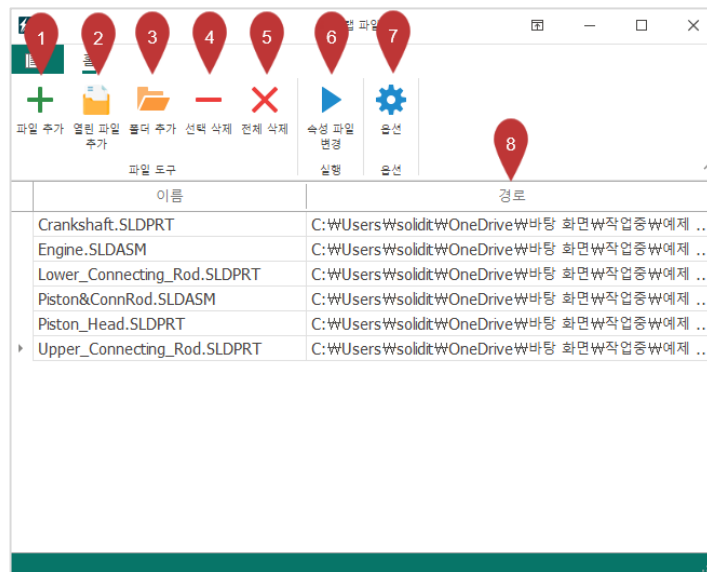 1 2 3 4 5 6 7
파일 추가 열린 파일 추가 폴더 추가 선택 삭제 전체 삭제 속성 파일 변경 옵션
8
파일 도구 실행 옵션
이름 경로
Crankshaft.SLDPRT C:₩Users₩solidit₩OneDrive₩바탕 화면₩작업중₩예제 ..
Engine.SLDASM C:₩Users₩solidit₩OneDrive₩바탕 화면₩작업중₩예제 ..
Lower_Connecting_Rod.SLDPRT C:₩Users₩solidit₩OneDrive₩바탕 화면₩작업중₩예제 ..
Piston&ConnRod.SLDASM C:₩Users₩solidit₩OneDrive₩바탕 화면₩작업중₩예제 ..
Piston_Head.SLDPRT C:₩Users₩solidit₩OneDrive₩바탕 화면₩작업중₩예제 ..
Upper_Connecting_Rod.SLDPRT C:₩Users₩solidit₩OneDrive₩바탕 화면₩작업중₩예제 ..